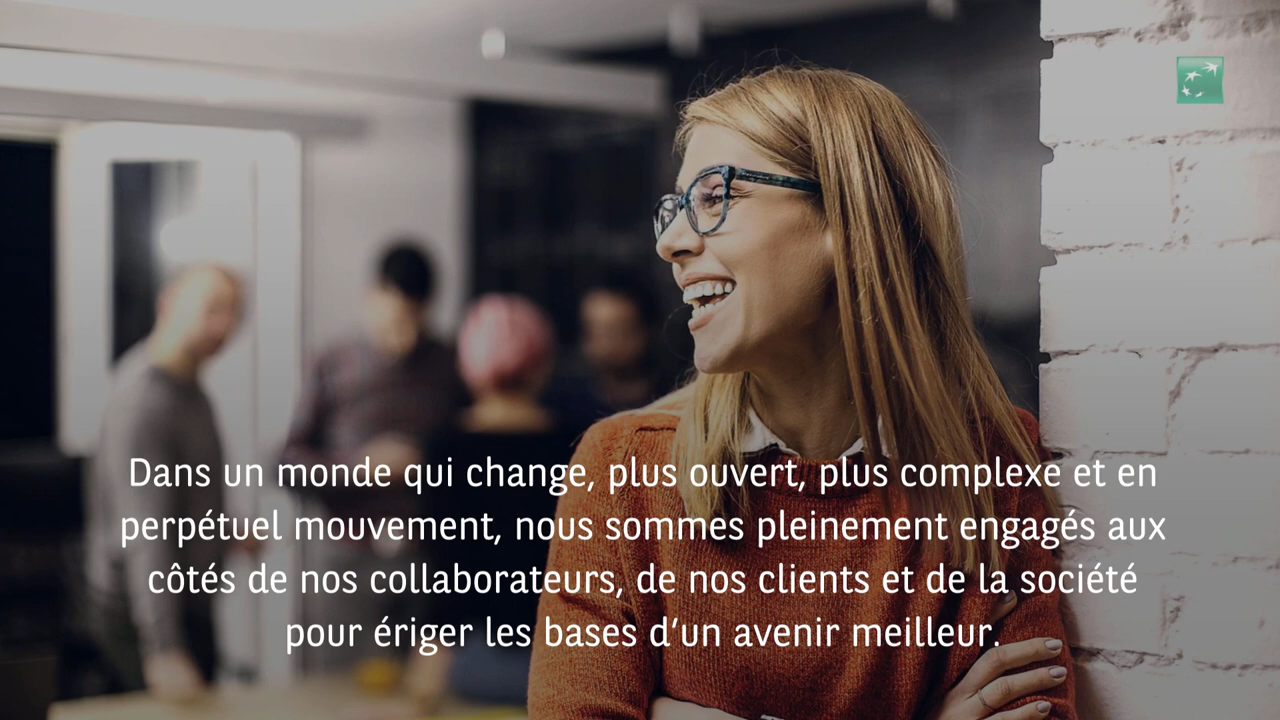 Dans un monde qui change, plus ouvert, plus complexe et en
perpétuel mouvement, nous sommes pleinement engagés aux
côtés de nos collaborateurs, de nos clients et de la société
pour ériger les bases d’un avenir meilleur.